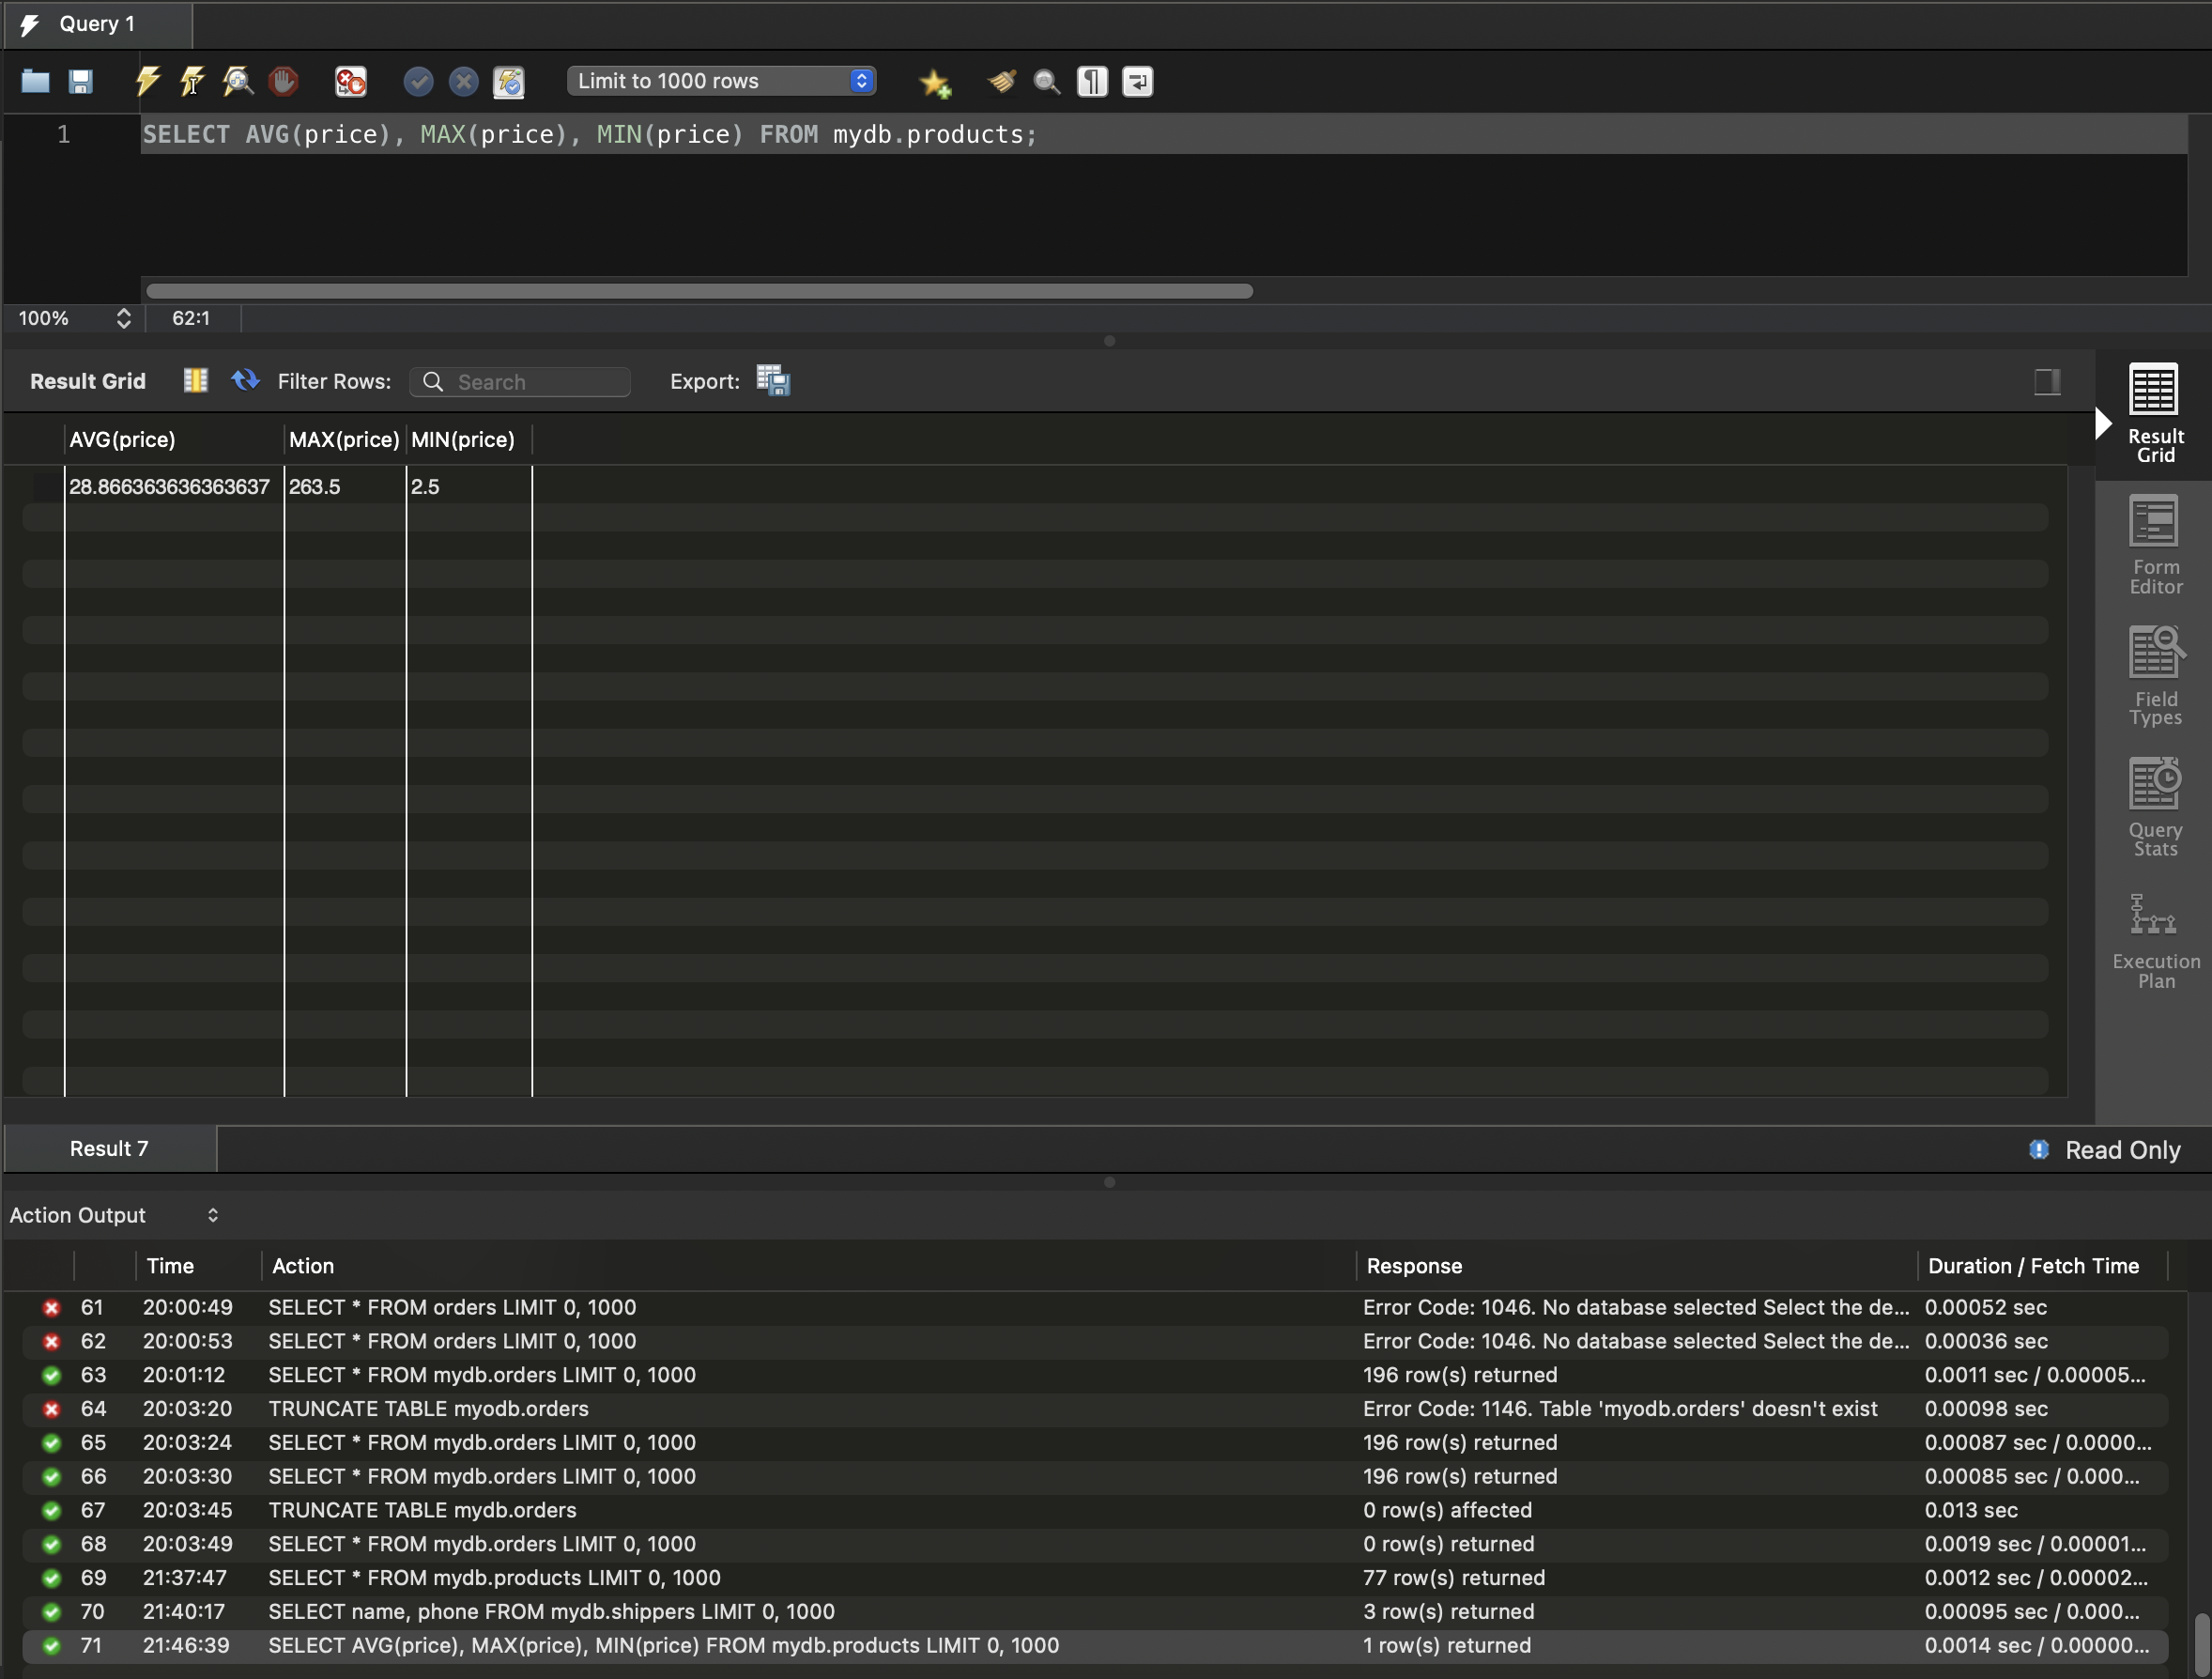 Query 1
Limit to 1000 rows
1 SELECT AVG(price), MAX(price), MIN(price) FROM mydb.products;
100% 62:1
Result Grid Filter Rows: Search Export:
AVG(price) MAX(price) MIN(price)
28.866363636363637 263.5 2.5
Result
Grid
Form
Editor
Field
Types
Query
Stats
Execution
Plan
Result 7 Read Only
Action Output
Time Action Response Duration / Fetch Time
61 20:00:49 SELECT * FROM orders LIMIT 0, 1000 Error Code: 1046. No database selected Select the de... 0.00052 sec
62 20:00:53 SELECT * FROM orders LIMIT 0, 1000 Error Code: 1046. No database selected Select the de... 0.00036 sec
63 20:01:12 SELECT * FROM mydb.orders LIMIT 0, 1000 196 row(s) returned 0.0011 sec / 0.00005...
64 20:03:20 TRUNCATE TABLE myodb.orders Error Code: 1146. Table 'myodb.orders' doesn't exist 0.00098 sec
65 20:03:24 SELECT * FROM mydb.orders LIMIT 0, 1000 196 row(s) returned 0.00087 sec / 0.0000...
66 20:03:30 SELECT * FROM mydb.orders LIMIT 0, 1000 196 row(s) returned 0.00085 sec / 0.000...
67 20:03:45 TRUNCATE TABLE mydb.orders 0 row(s) affected 0.013 sec
68 20:03:49 SELECT * FROM mydb.orders LIMIT 0, 1000 0 row(s) returned 0.0019 sec / 0.00001...
69 21:37:47 SELECT * FROM mydb.products LIMIT 0, 1000 77 row(s) returned 0.0012 sec / 0.00002...
70 21:40:17 SELECT name, phone FROM mydb.shippers LIMIT 0, 1000 3 row(s) returned 0.00095 sec / 0.000...
71 21:46:39 SELECT AVG(price), MAX(price), MIN(price) FROM mydb.products LIMIT 0, 1000 1 row(s) returned 0.0014 sec / 0.00000...